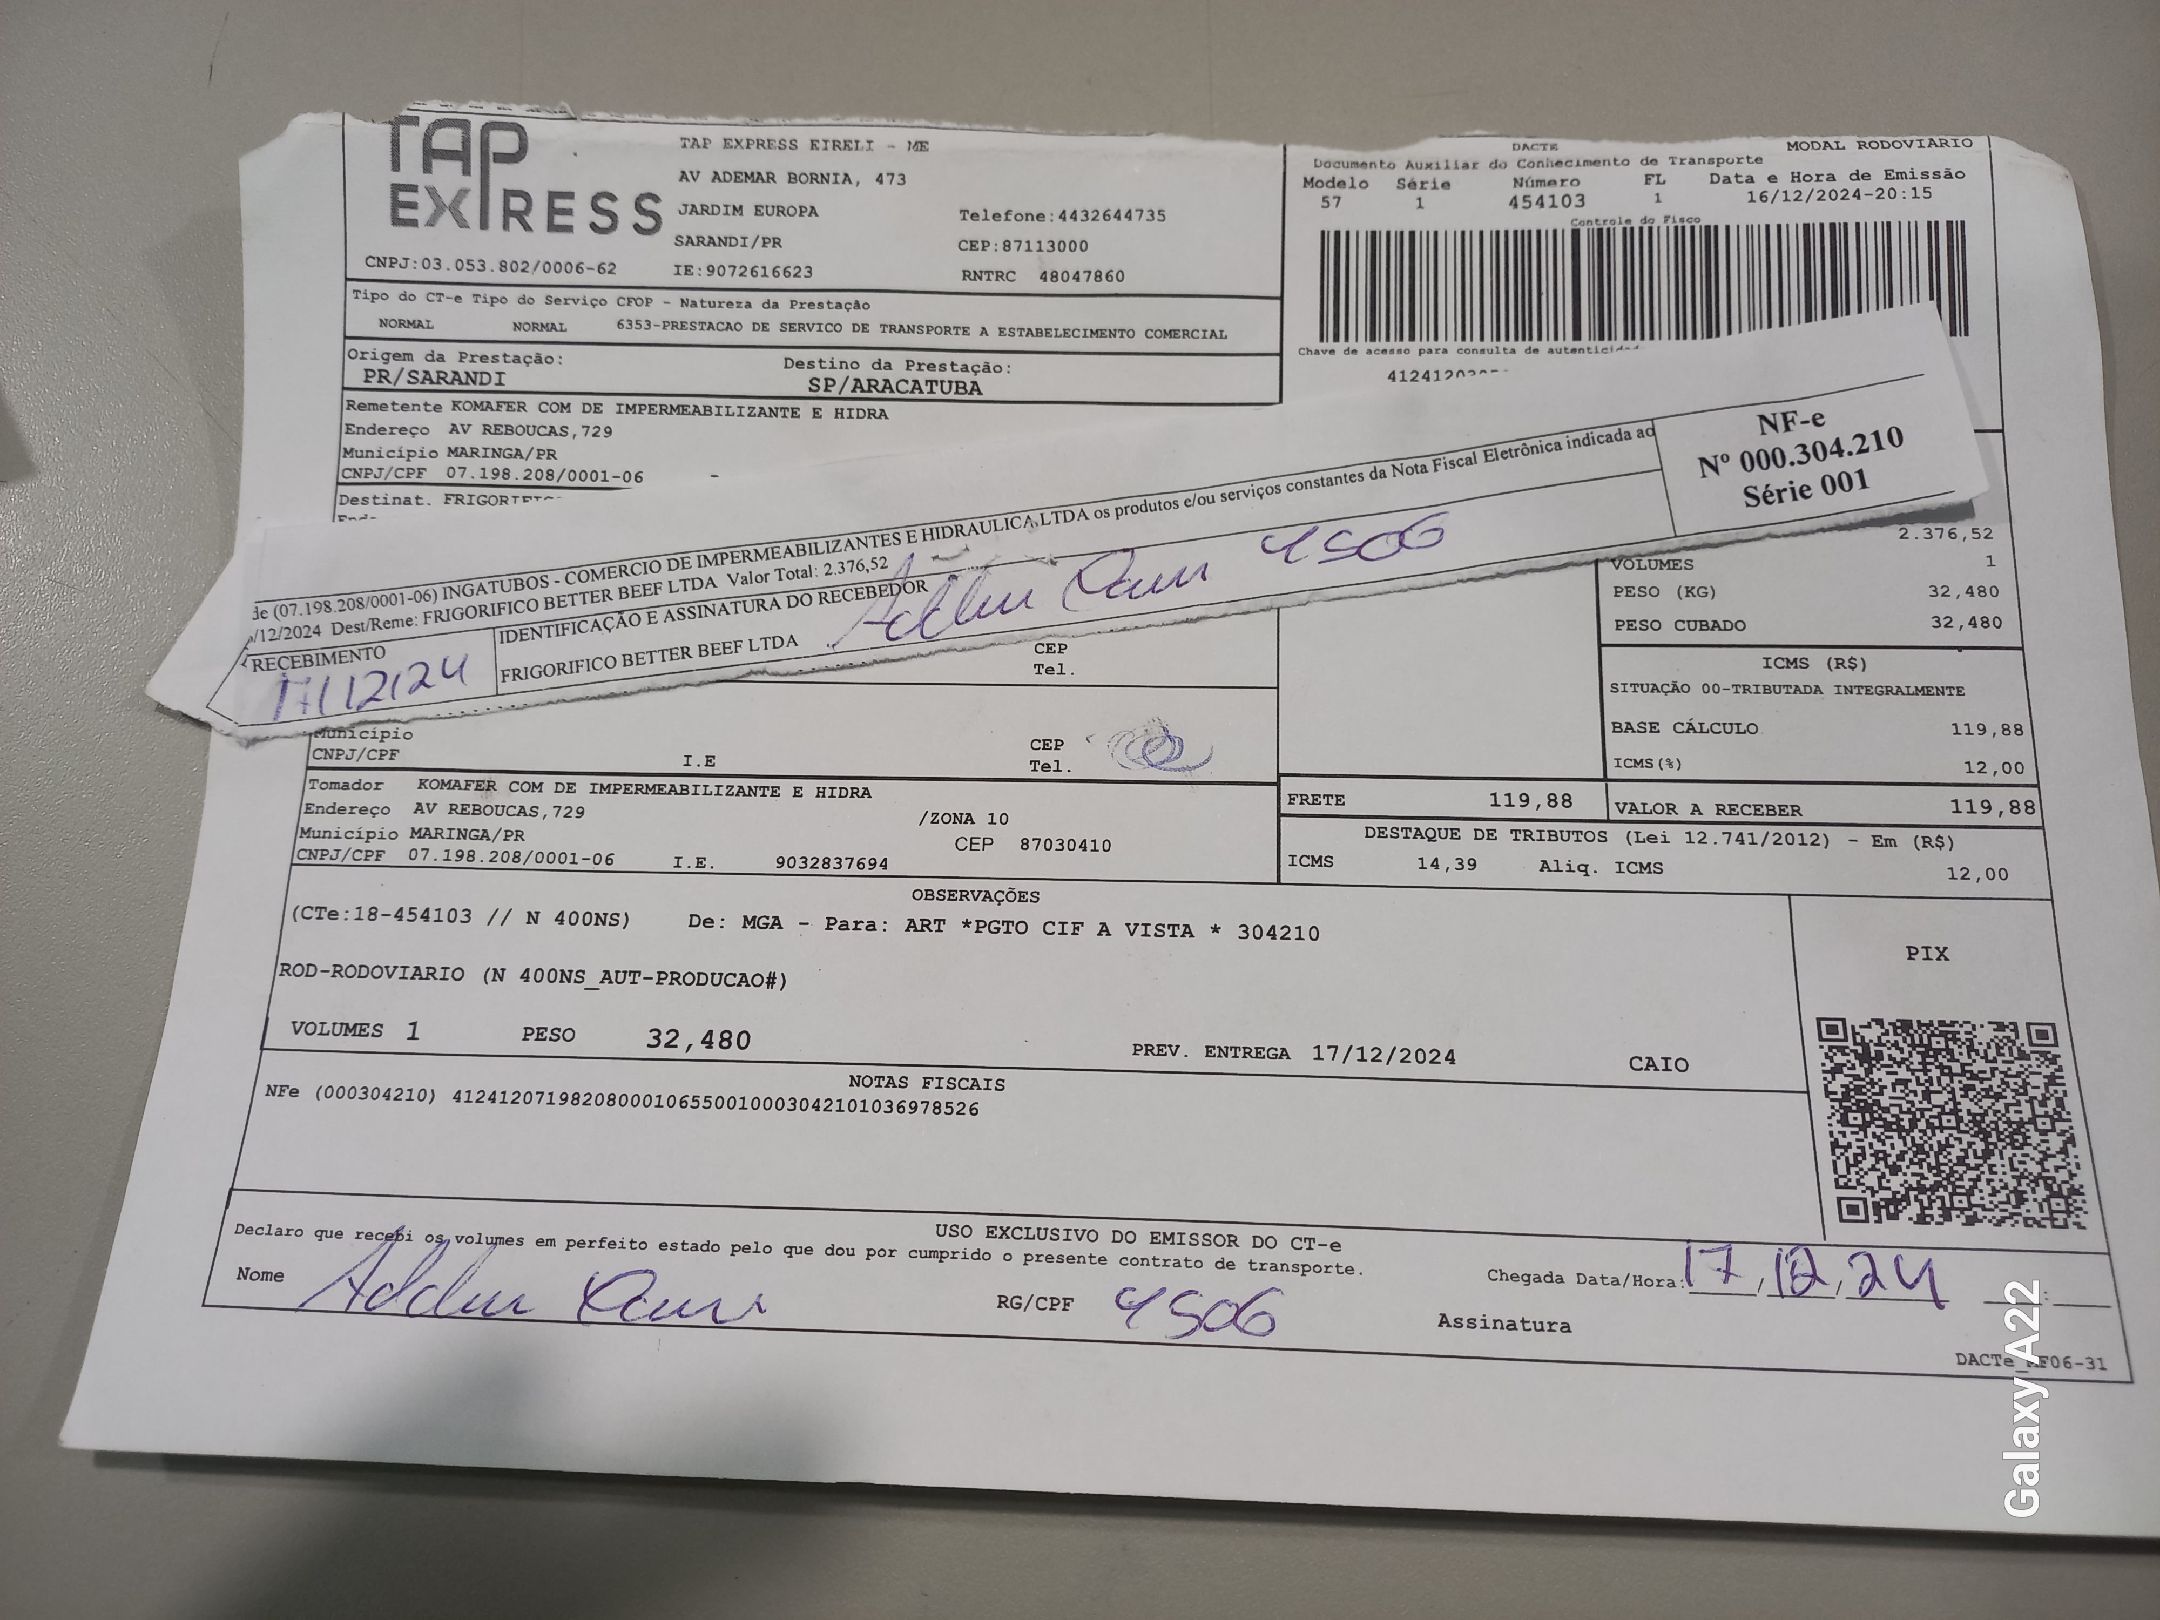 TAP EXPRESS
TAP EXPRESS EIRELI - ME
AV ADEMAR BORNIA, 473
JARDIM EUROPA
Telefone:4432644735
SARANDI/PR
CEP:87113000
CNPJ:03.053.802/0006-62
IE:9072616623
RNTRC 48047860
DACTE
MODAL RODOVIARIO
Documento Auxiliar do Conhecimento de Transporte
Modelo Série Número FL Data e Hora de Emissão
57 1 454103 1 16/12/2024-20:15
Controle do Fisco
Tipo do CT-e Tipo do Serviço CFOP - Natureza da Prestação
NORMAL NORMAL 6353-PRESTACAO DE SERVICO DE TRANSPORTE A ESTABELECIMENTO COMERCIAL
Chave de acesso para consulta de
Origem da Prestação: Destino da Prestação:
PR/SARANDI SP/ARACATUBA
Remetente KOMAFER COM DE IMPERMEABILIZANTE E HIDRA
Endereço AV REBOUCAS,729
Município MARINGA/PR
CNPJ/CPF 07.198.208/0001-06 -
Destinat.
de (07.198.208/0001-06) INGATUBOS - COMERCIO DE IMPERMEABILIZANTES E HIDRAULICA LTDA os produtos e/ou serviços constantes da Nota Fiscal Eletrônica indicada ao
/12/2024 Dest/Reme: FRIGORIFICO BETTER BEEF LTDA Valor Total: 2.376,52
RECEBIMENTO
17/12/24
IDENTIFICAÇÃO E ASSINATURA DO RECEBEDOR
FRIGORIFICO BETTER BEEF LTDA
4506
NF-e
Nº 000.304.210
Série 001
2.376,52
VOLUMES 1
PESO (KG) 32,480
PESO CUBADO 32,480
CEP
Tel.
ICMS (R$)
SITUAÇÃO 00-TRIBUTADA INTEGRALMENTE
BASE CÁLCULO 119,88
ICMS(%) 12,00
Município
CNPJ/CPF I.E
CEP
Tel.
Tomador KOMAFER COM DE IMPERMEABILIZANTE E HIDRA
Endereço AV REBOUCAS,729 /ZONA 10
Município MARINGA/PR CEP 87030410
CNPJ/CPF 07.198.208/0001-06 I.E. 9032837694
FRETE 119,88 VALOR A RECEBER 119,88
DESTAQUE DE TRIBUTOS (Lei 12.741/2012) - Em (R$)
ICMS 14,39 Aliq. ICMS 12,00
OBSERVAÇÕES
(CTe:18-454103 // N 400NS) De: MGA - Para: ART *PGTO CIF A VISTA * 304210
ROD-RODOVIARIO (N 400NS_AUT-PRODUCAO#)
PIX
VOLUMES 1 PESO 32,480 PREV. ENTREGA 17/12/2024 CAIO
NOTAS FISCAIS
NFe (000304210) 41241207198208000106550010003042101036978526
USO EXCLUSIVO DO EMISSOR DO CT-e
Declaro que recebi os volumes em perfeito estado pelo que dou por cumprido o presente contrato de transporte.
Nome RG/CPF 4506
Chegada Data/Hora: 17, 12, 24 :
Assinatura
Galaxy A22